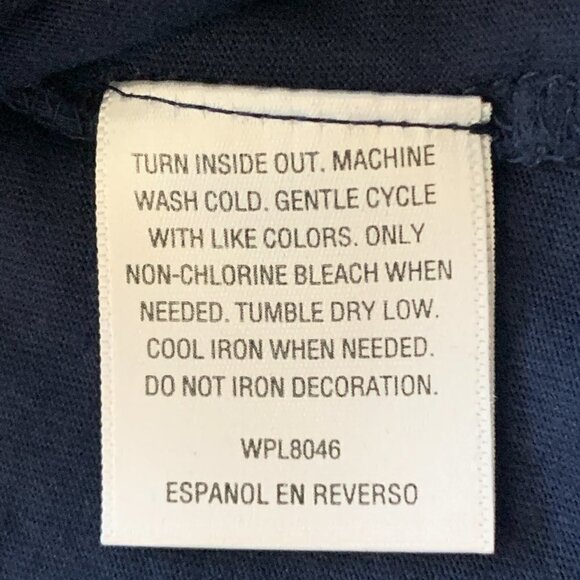 TURN INSIDE OUT. MACHINE
WASH COLD. GENTLE CYCLE
WITH LIKE COLORS. ONLY
NON-CHLORINE BLEACH WHEN
NEEDED. TUMBLE DRY LOW.
COOL IRON WHEN NEEDED.
DO NOT IRON DECORATION.
WPL8046
ESPANOL EN REVERSO